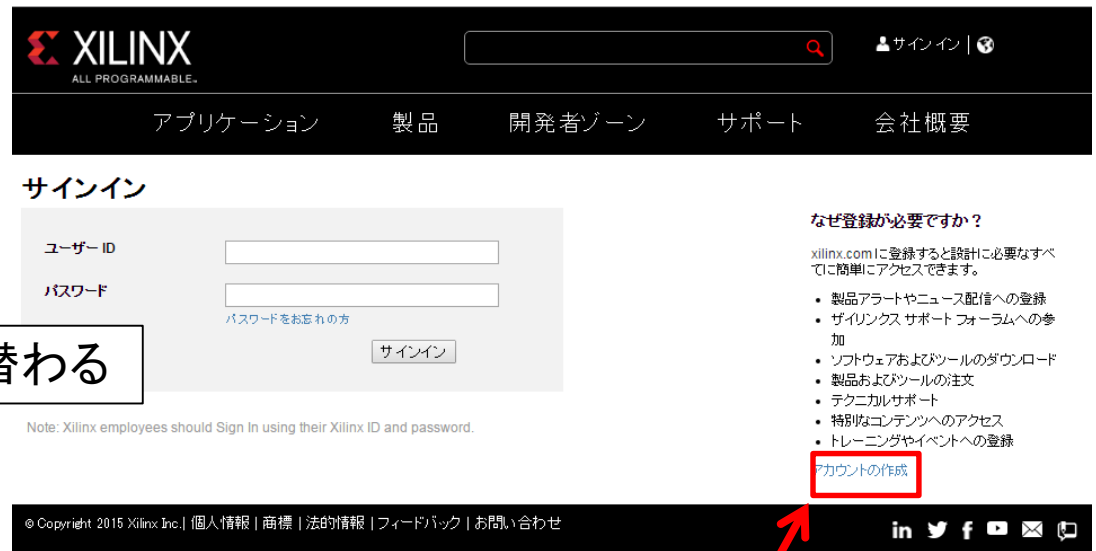 XILINX
ALL PROGRAMMABLE™
サインイン |
アプリケーション 製品 開発者ゾーン サポート 会社概要
サインイン
ユーザー ID
パスワード
パスワードをお忘れの方
サインイン
替わる
Note: Xilinx employees should Sign In using their Xilinx ID and password.
なぜ登録が必要ですか？
xilinx.comに登録すると設計に必要なすべ
てに簡単にアクセスできます。
• 製品アラートやニュース配信への登録
• ザイリンクス サポート フォーラムへの参
加
• ソフトウェアおよびツールのダウンロード
• 製品およびツールの注文
• テクニカルサポート
• 特別なコンテンツへのアクセス
• トレーニングやイベントへの登録
アカウントの作成
© Copyright 2015 Xilinx Inc.| 個人情報 | 商標 | 法的情報 | フィードバック | お問い合わせ